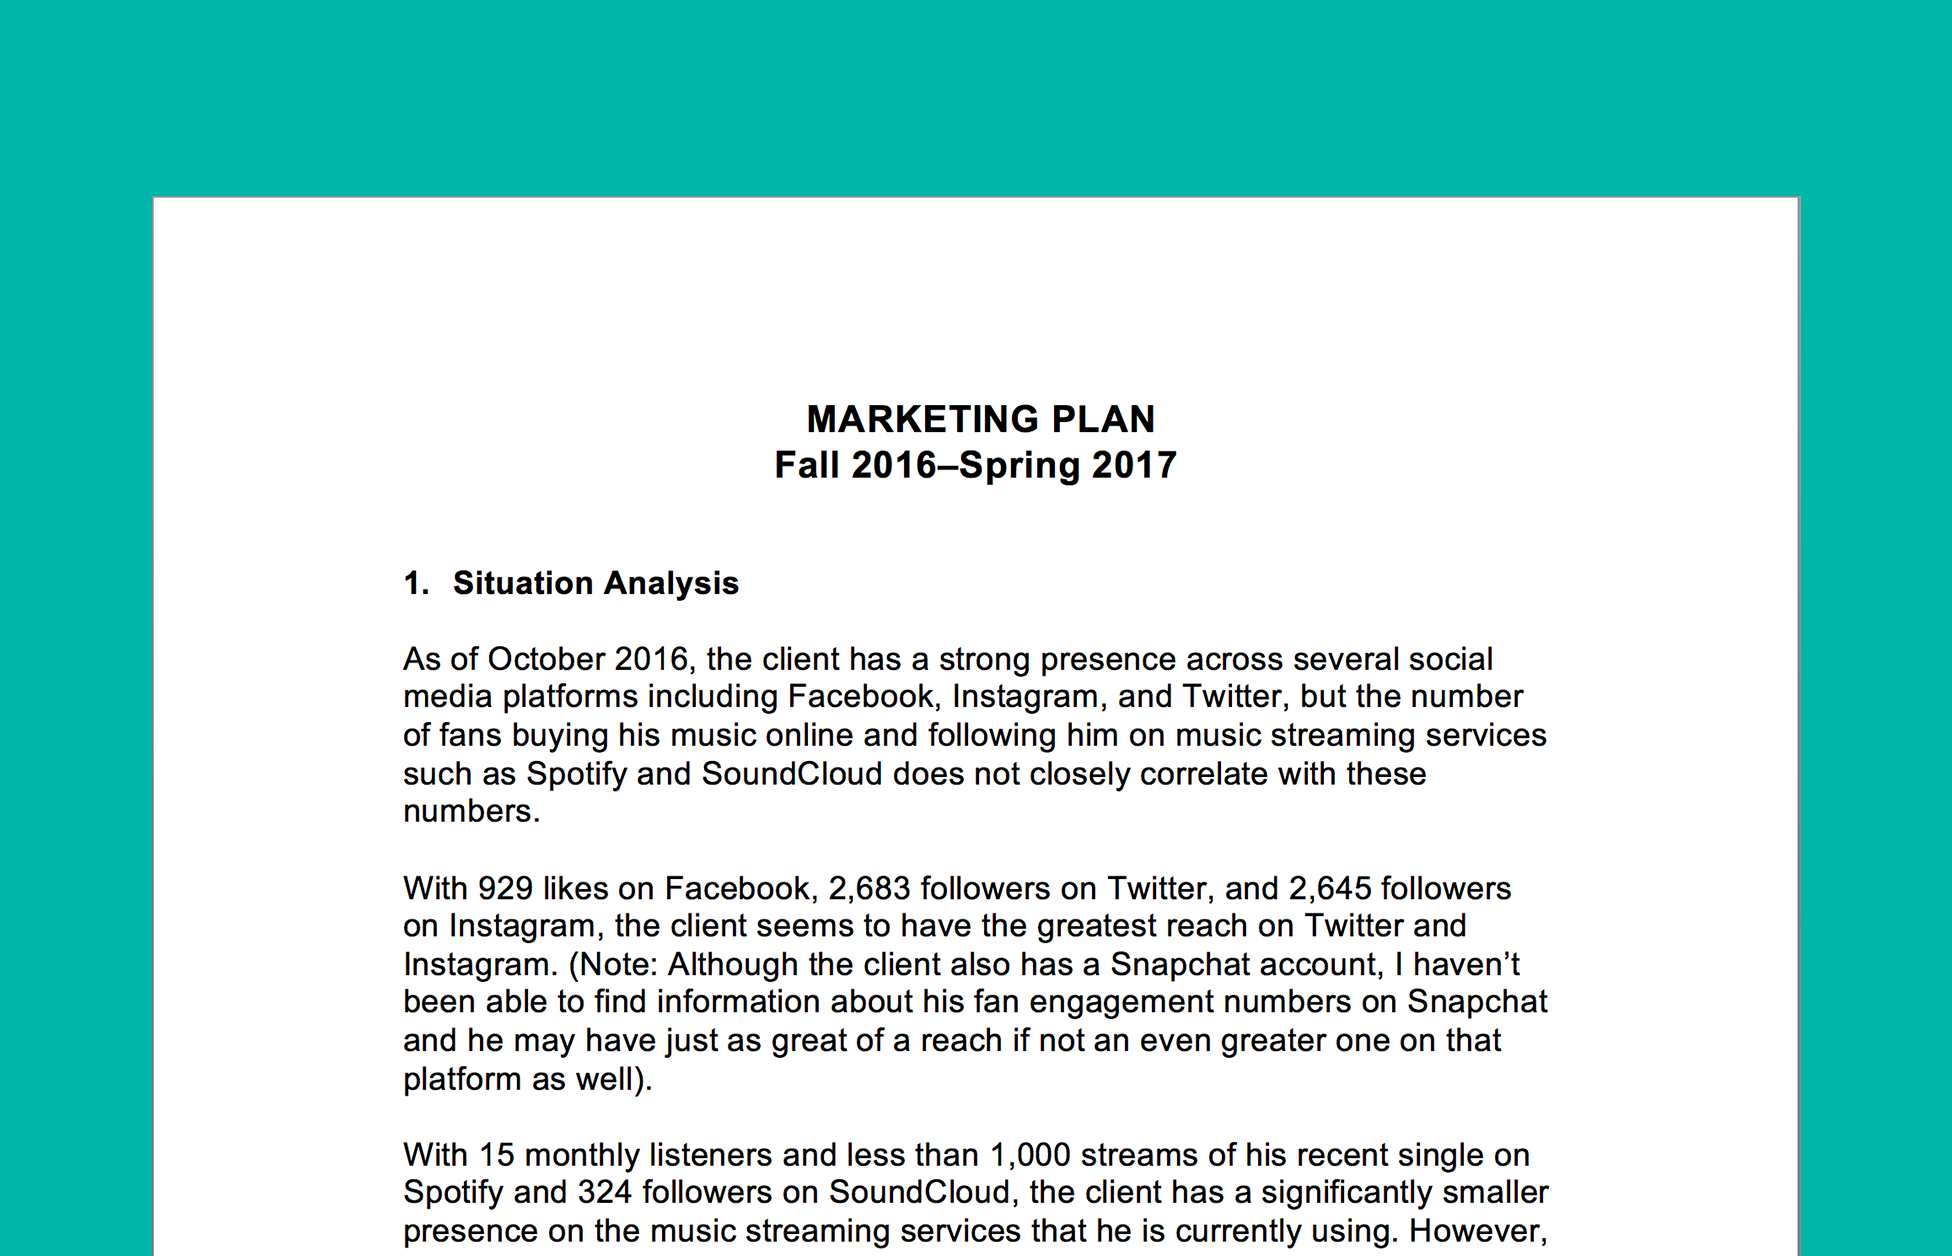 MARKETING PLAN
Fall 2016–Spring 2017
1. Situation Analysis
As of October 2016, the client has a strong presence across several social
media platforms including Facebook, Instagram, and Twitter, but the number
of fans buying his music online and following him on music streaming services
such as Spotify and SoundCloud does not closely correlate with these
numbers.
With 929 likes on Facebook, 2,683 followers on Twitter, and 2,645 followers
on Instagram, the client seems to have the greatest reach on Twitter and
Instagram. (Note: Although the client also has a Snapchat account, I haven’t
been able to find information about his fan engagement numbers on Snapchat
and he may have just as great of a reach if not an even greater one on that
platform as well).
With 15 monthly listeners and less than 1,000 streams of his recent single on
Spotify and 324 followers on SoundCloud, the client has a significantly smaller
presence on the music streaming services that he is currently using. However,